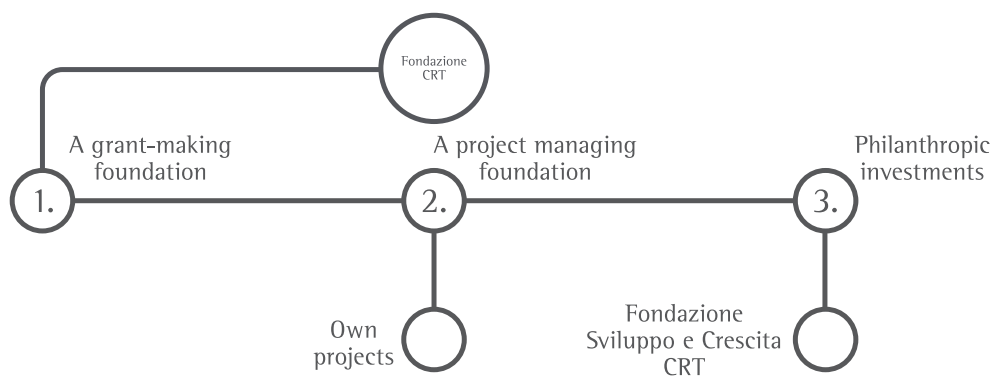 Fondazione
CRT
A grant-making
foundation
A project managing
foundation
Philanthropic
investments
1.
2.
3.
Own
projects
Fondazione
Sviluppo e Crescita
CRT